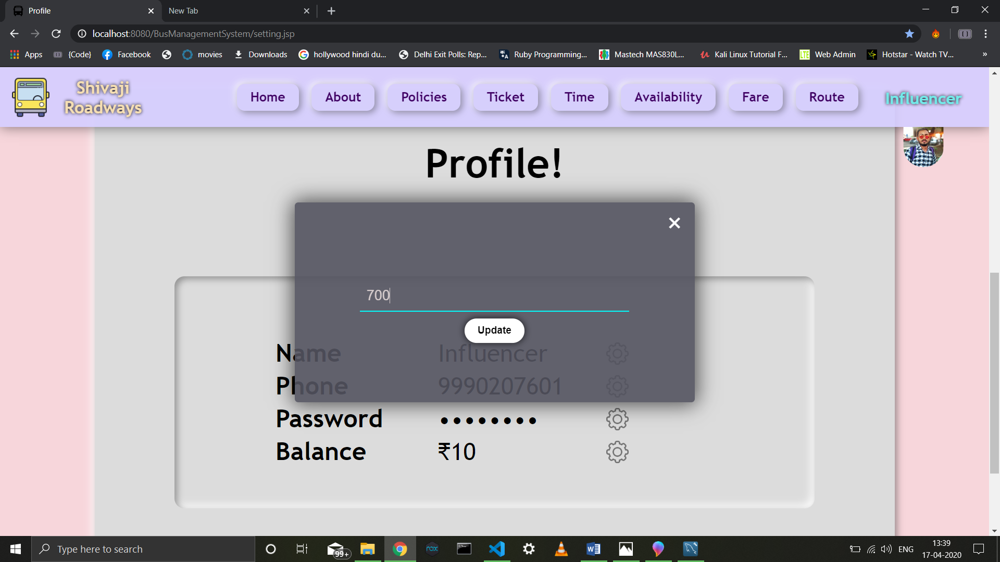 Profile
New Tab
localhost:8080/BusManagementSystem/setting.jsp
Apps
{Code}
Facebook
movies
Downloads
hollywood hindi du...
Delhi Exit Polls: Rep...
Ruby Programming...
Mastech MAS830L...
Kali Linux Tutorial F...
LTE
Web Admin
Hotstar - Watch TV...
»
Shivaji
Roadways
Home
About
Policies
Ticket
Time
Availability
Fare
Route
Influencer
Profile!
700
Update
Name
Influencer
Phone
9990207601
Password
••••••••
Balance
₹10
Type here to search
99+
nox
ENG
13:39
17-04-2020